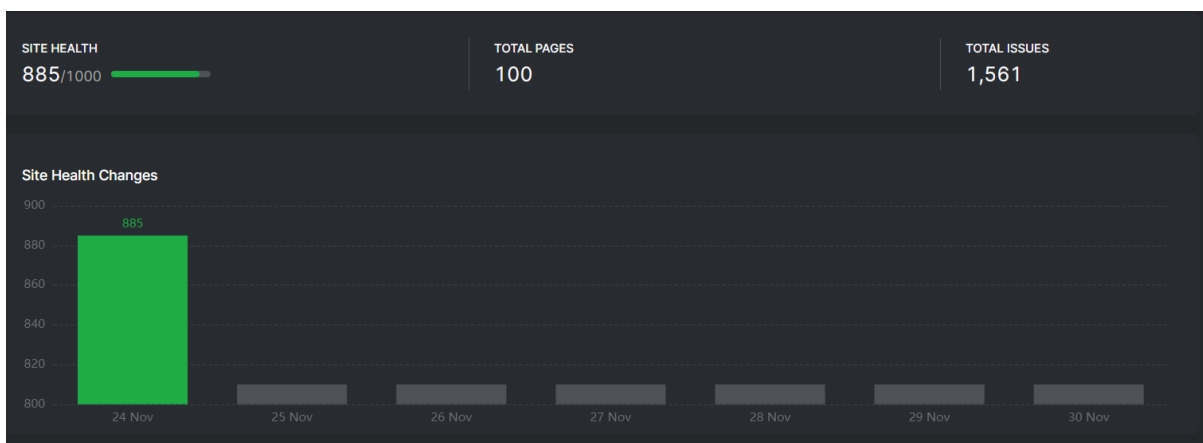 SITE HEALTH
885/1000
TOTAL PAGES
100
TOTAL ISSUES
1,561
Site Health Changes
900
885
880
860
840
820
800
24 Nov 25 Nov 26 Nov 27 Nov 28 Nov 29 Nov 30 Nov